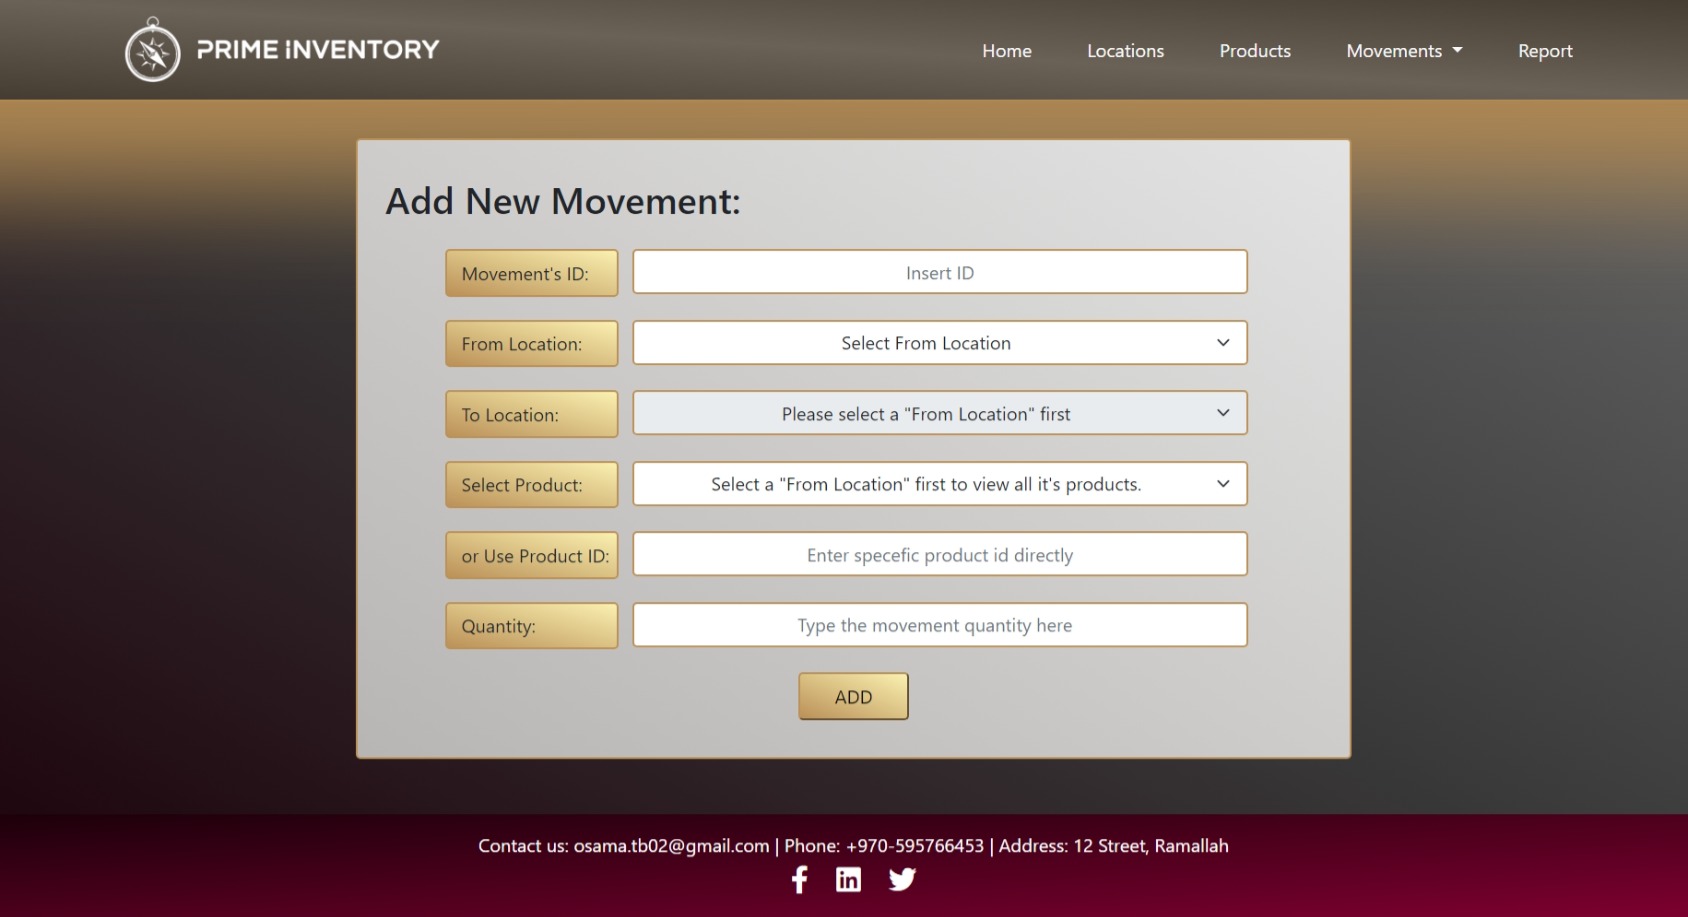 PRIME INVENTORY
Home Locations Products Movements Report
Add New Movement:
Movement's ID: Insert ID
From Location: Select From Location
To Location: Please select a "From Location" first
Select Product: Select a "From Location" first to view all it's products.
or Use Product ID: Enter specefic product id directly
Quantity: Type the movement quantity here
ADD
Contact us: osama.tb02@gmail.com | Phone: +970-595766453 | Address: 12 Street, Ramallah